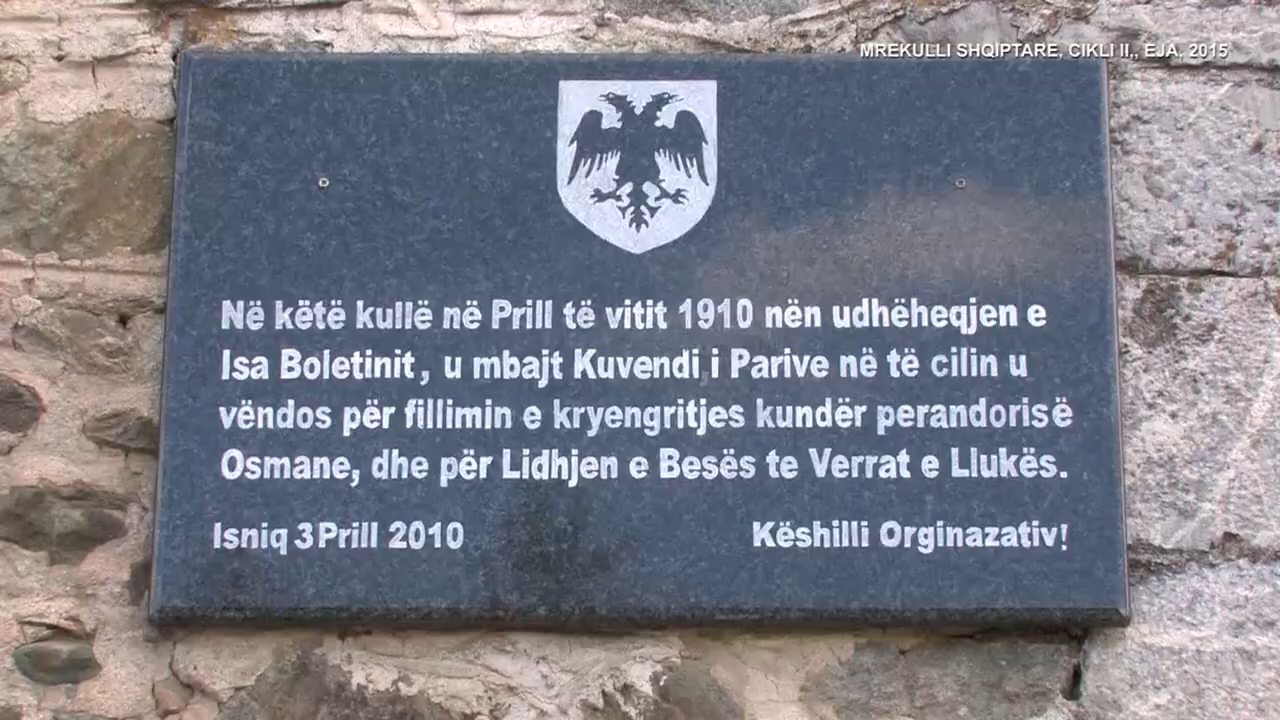 MREKULLI SHQIPTARE, CIKLI II,, EJA, 2015
Në këtë kullë në Prill të vitit 1910 nën udhëheqjen e
Isa Boletinit, u mbajt Kuvendi i Parive në të cilin u
vëndos për fillimin e kryengritjes kundër perandorisë
Osmane, dhe për Lidhjen e Besës te Verrat e Llukës.
Isniq 3 Prill 2010 Këshilli Orginazativ!